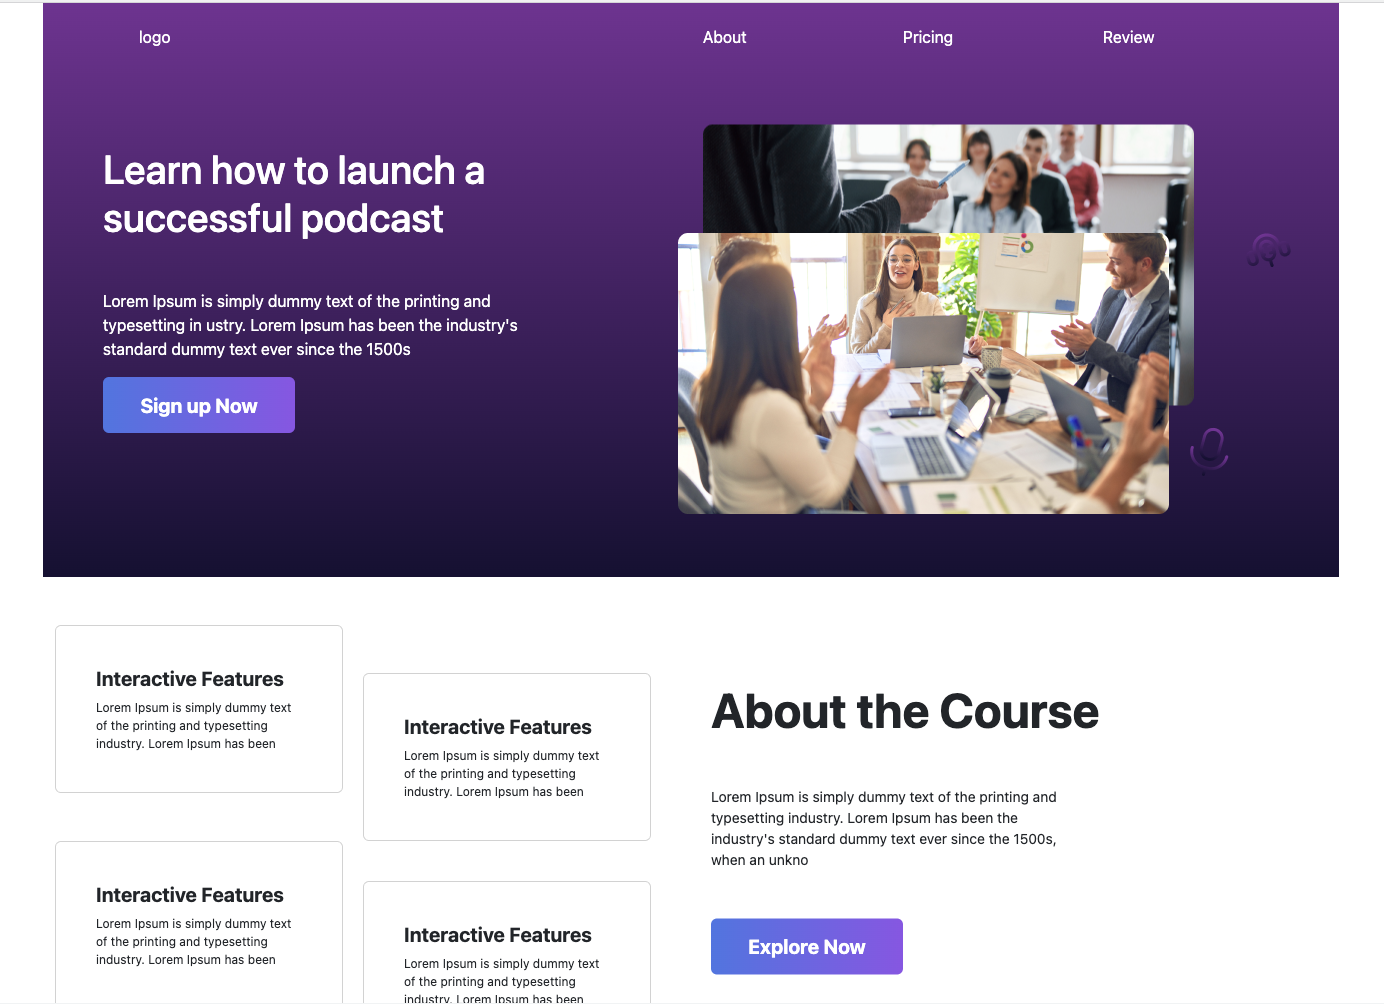 logo
About
Pricing
Review
Learn how to launch a
successful podcast
Lorem Ipsum is simply dummy text of the printing and
typesetting in ustry. Lorem Ipsum has been the industry's
standard dummy text ever since the 1500s
Sign up Now
Interactive Features
Lorem Ipsum is simply dummy text
of the printing and typesetting
industry. Lorem Ipsum has been
Interactive Features
Lorem Ipsum is simply dummy text
of the printing and typesetting
industry. Lorem Ipsum has been
Interactive Features
Lorem Ipsum is simply dummy text
of the printing and typesetting
industry. Lorem Ipsum has been
Interactive Features
Lorem Ipsum is simply dummy text
of the printing and typesetting
industry. Lorem Ipsum has been
About the Course
Lorem Ipsum is simply dummy text of the printing and
typesetting industry. Lorem Ipsum has been the
industry's standard dummy text ever since the 1500s,
when an unkno
Explore Now